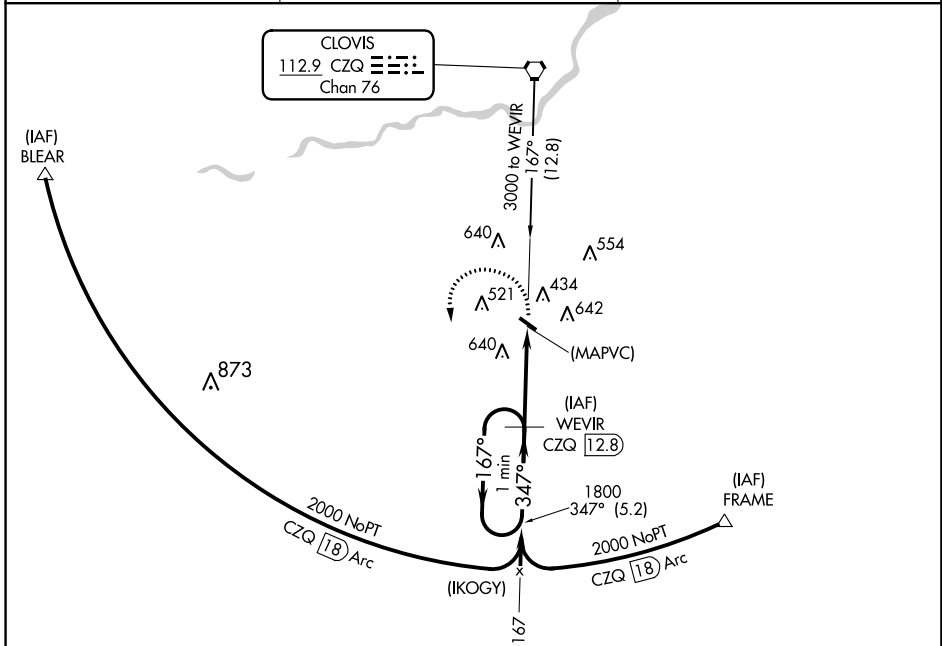 CLOVIS
112.9 CZQ
Chan 76
(IAF)
BLEAR
3000 to WEVIR
167°
(12.8)
640
554
521
434
642
640
(MAPVC)
873
(IAF)
WEVIR
CZQ 12.8
167°
1 min
347°
1800
347° (5.2)
(IAF)
FRAME
2000 NoPT
CZQ 18 Arc
2000 NoPT
CZQ 18 Arc
(IKOGY)
167